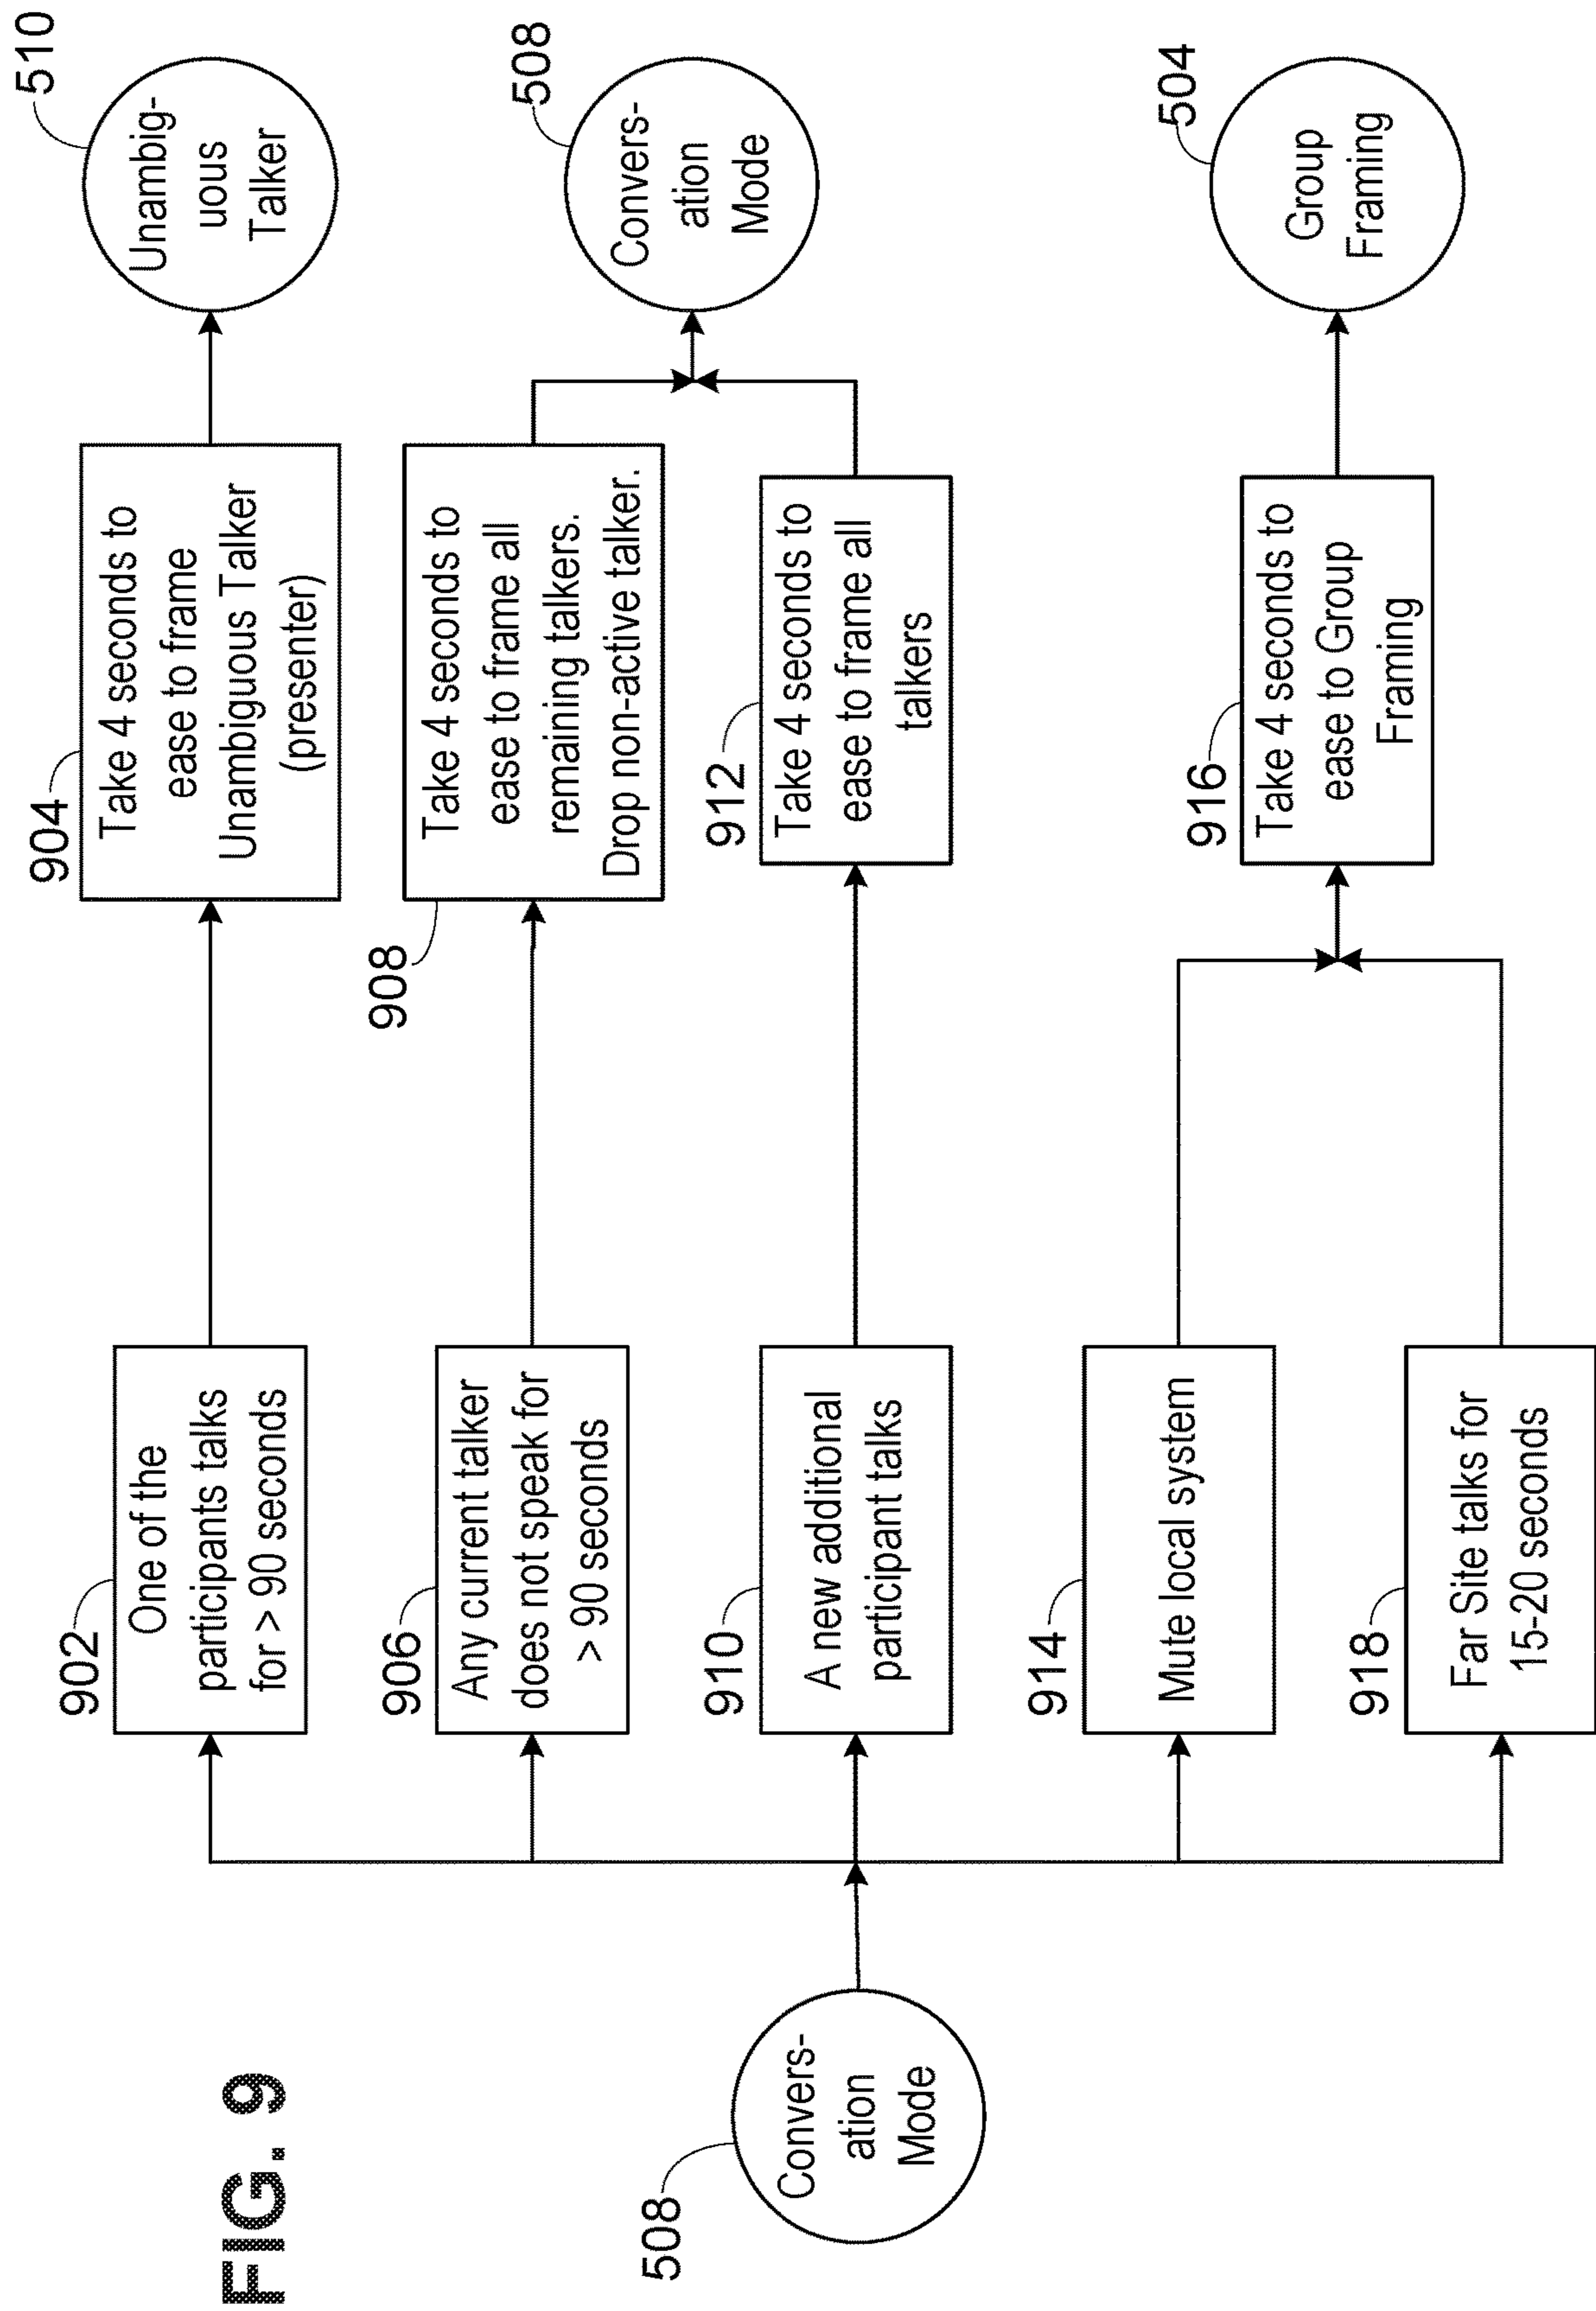 FIG. 9
508
Convers-
ation
Mode
902
One of the
participants talks
for > 90 seconds
904
Take 4 seconds to
ease to frame
Unambiguous Talker
(presenter)
510
Unambig-
uous
Talker
906
Any current talker
does not speak for
> 90 seconds
908
Take 4 seconds to
ease to frame all
remaining talkers.
Drop non-active talker.
508
Convers-
ation
Mode
910
A new additional
participant talks
912
Take 4 seconds to
ease to frame all
talkers
914
Mute local system
916
Take 4 seconds to
ease to Group
Framing
504
Group
Framing
918
Far Site talks for
15-20 seconds